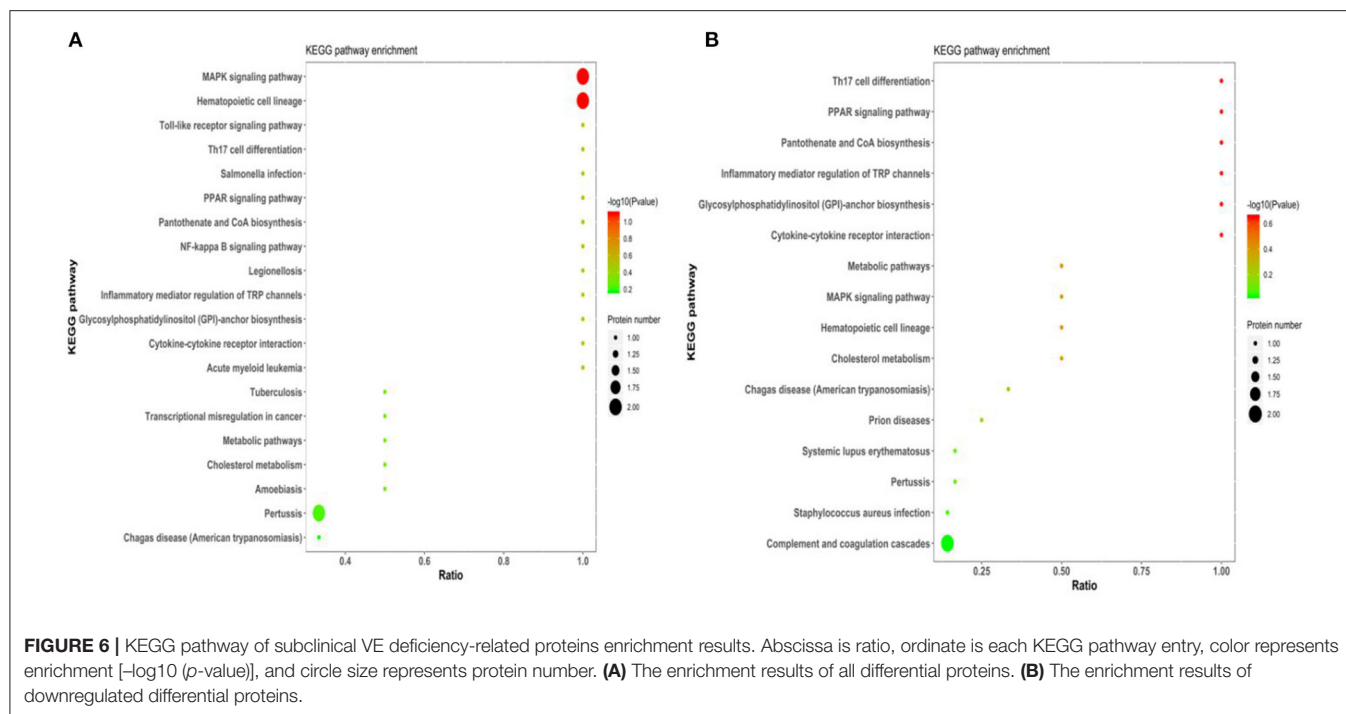 A
KEGG pathway enrichment
MAPK signaling pathway
Hematopoietic cell lineage
Toll-like receptor signaling pathway
Th17 cell differentiation
Salmonella infection
PPAR signaling pathway
Pantothenate and CoA biosynthesis
NF-kappa B signaling pathway
Legionellosis
Inflammatory mediator regulation of TRP channels
Glycosylphosphatidylinositol (GPI)-anchor biosynthesis
Cytokine-cytokine receptor interaction
Acute myeloid leukemia
Tuberculosis
Transcriptional misregulation in cancer
Metabolic pathways
Cholesterol metabolism
Amoebiasis
Pertussis
Chagas disease (American trypanosomiasis)
KEGG pathway
0.4 0.6 0.8 1.0
Ratio
-log10(Pvalue)
1.0
0.8
0.6
0.4
0.2
Protein number
1.00
1.25
1.50
1.75
2.00
B
KEGG pathway enrichment
Th17 cell differentiation
PPAR signaling pathway
Pantothenate and CoA biosynthesis
Inflammatory mediator regulation of TRP channels
Glycosylphosphatidylinositol (GPI)-anchor biosynthesis
Cytokine-cytokine receptor interaction
Metabolic pathways
MAPK signaling pathway
Hematopoietic cell lineage
Cholesterol metabolism
Chagas disease (American trypanosomiasis)
Prion diseases
Systemic lupus erythematosus
Pertussis
Staphylococcus aureus infection
Complement and coagulation cascades
KEGG pathway
0.25 0.50 0.75 1.00
Ratio
-log10(Pvalue)
0.6
0.4
0.2
Protein number
1.00
1.25
1.50
1.75
2.00
FIGURE 6 | KEGG pathway of subclinical VE deficiency-related proteins enrichment results. Abscissa is ratio, ordinate is each KEGG pathway entry, color represents
enrichment [–log10 (p-value)], and circle size represents protein number. (A) The enrichment results of all differential proteins. (B) The enrichment results of
downregulated differential proteins.